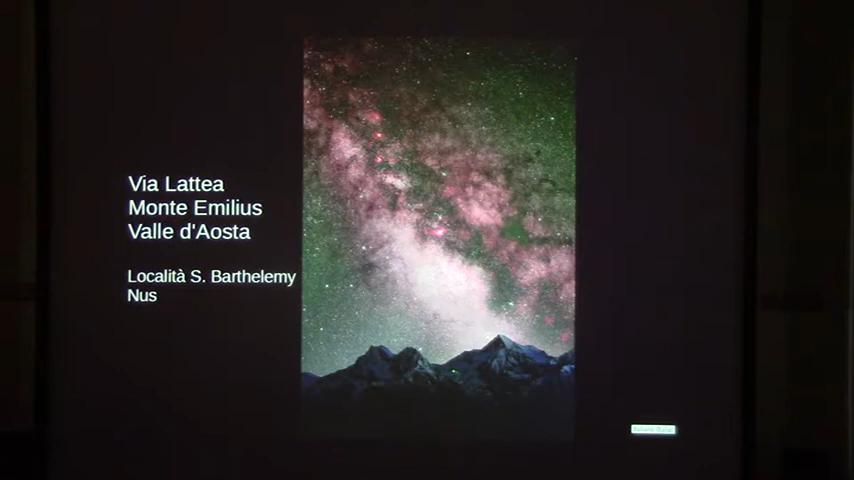 Via Lattea
Monte Emilius
Valle d'Aosta
Località S. Barthelemy
Nus